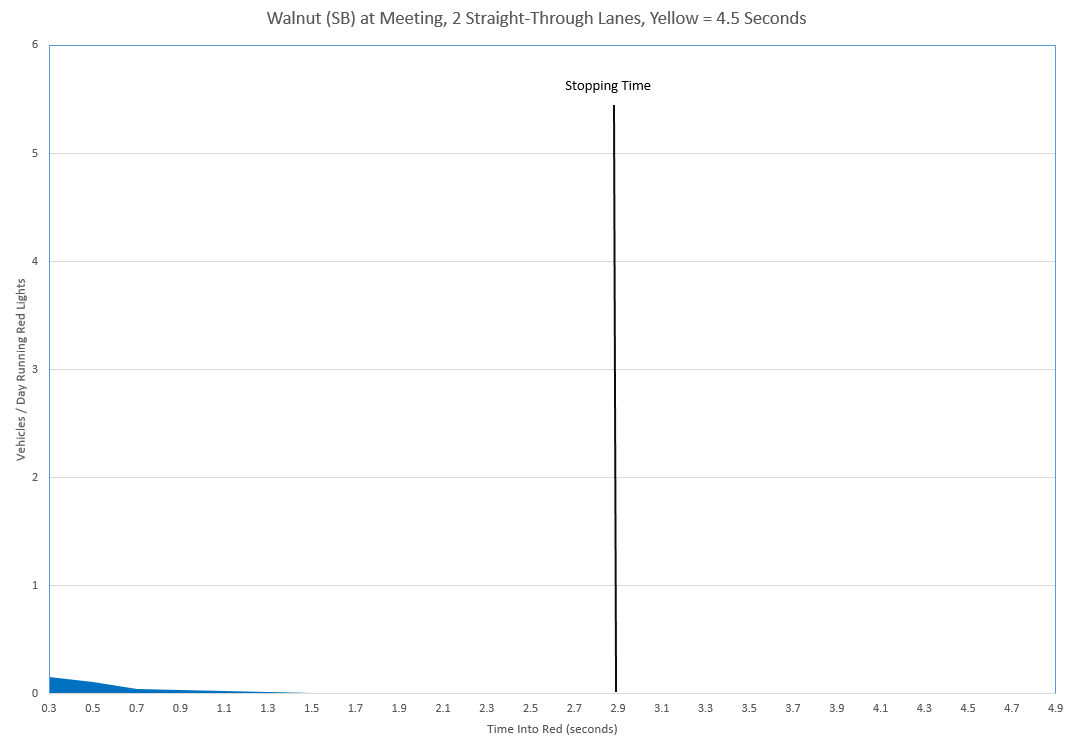 Walnut (SB) at Meeting, 2 Straight-Through Lanes, Yellow = 4.5 Seconds
6
Stopping Time
5
4
3
2
1
0
Vehicles / Day Running Red Lights
0.3 0.5 0.7 0.9 1.1 1.3 1.5 1.7 1.9 2.1 2.3 2.5 2.7 2.9 3.1 3.3 3.5 3.7 3.9 4.1 4.3 4.5 4.7 4.9
Time Into Red (seconds)